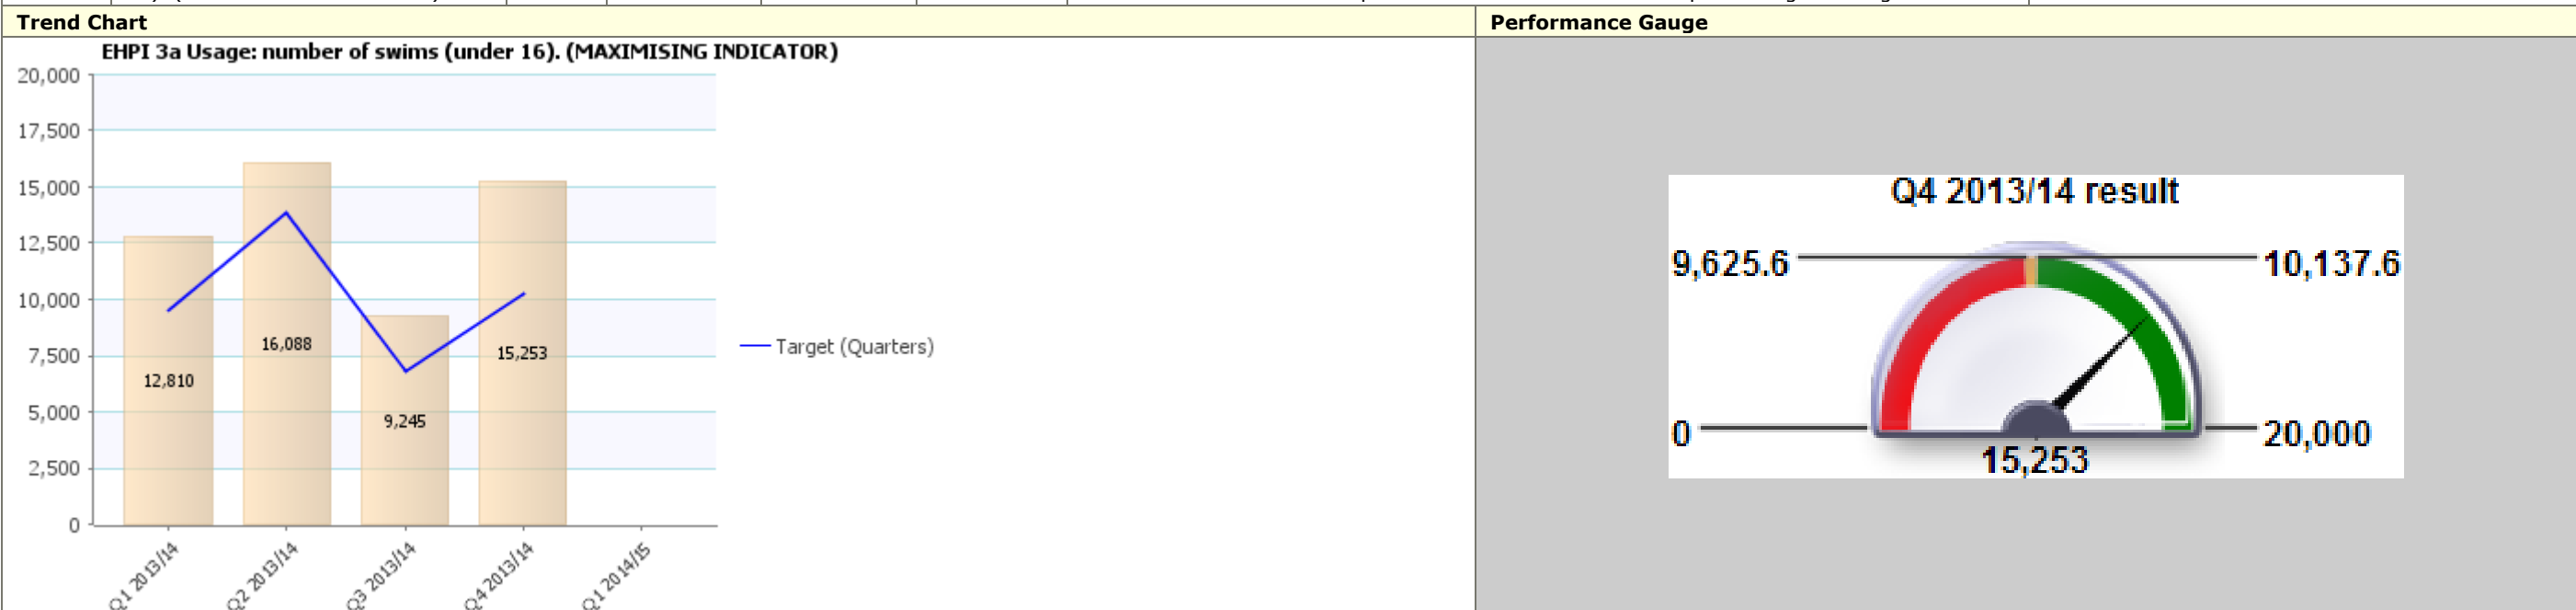 Trend Chart
Performance Gauge
EHPI 3a Usage: number of swims (under 16). (MAXIMISING INDICATOR)
20,000
17,500
15,000
12,500
10,000
7,500
5,000
2,500
0
12,810
16,088
9,245
15,253
Q1 2013/14
Q2 2013/14
Q3 2013/14
Q4 2013/14
Q1 2014/15
Target (Quarters)
Q4 2013/14 result
9,625.6
10,137.6
0
20,000
15,253